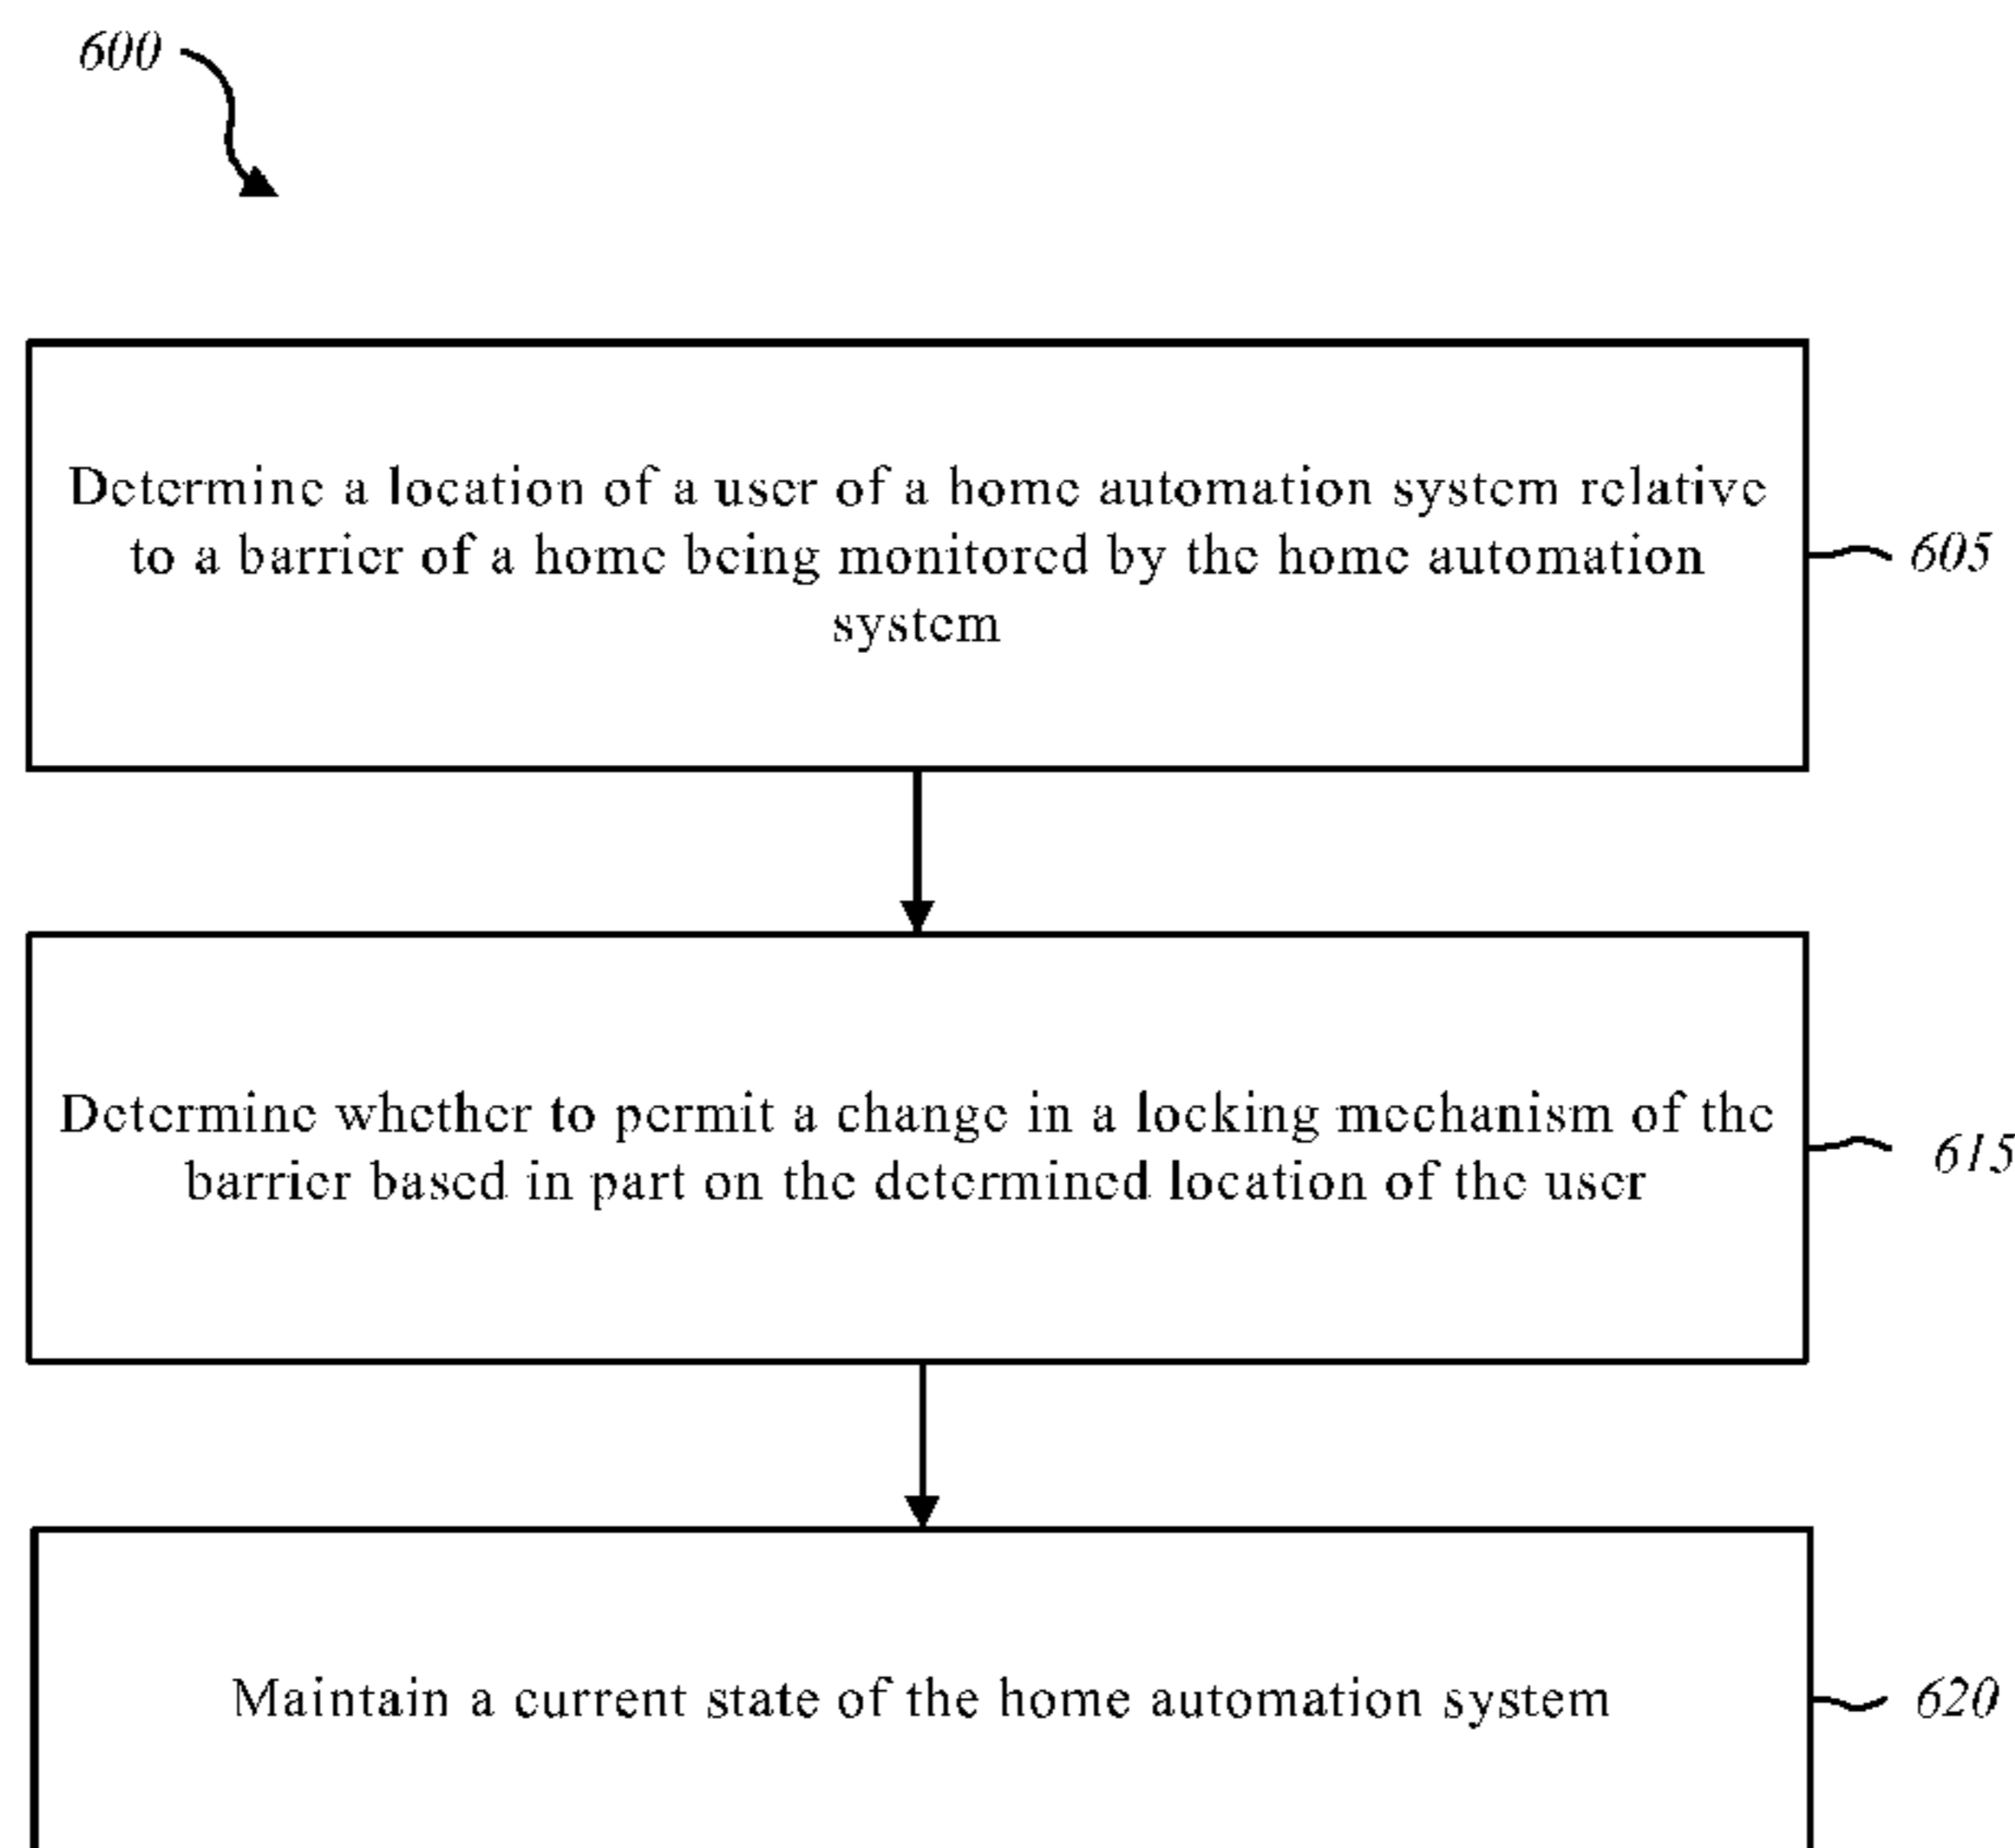 600
Determine a location of a user of a home automation system relative
to a barrier of a home being monitored by the home automation
system
605
Determine whether to permit a change in a locking mechanism of the
barrier based in part on the determined location of the user
615
Maintain a current state of the home automation system
620